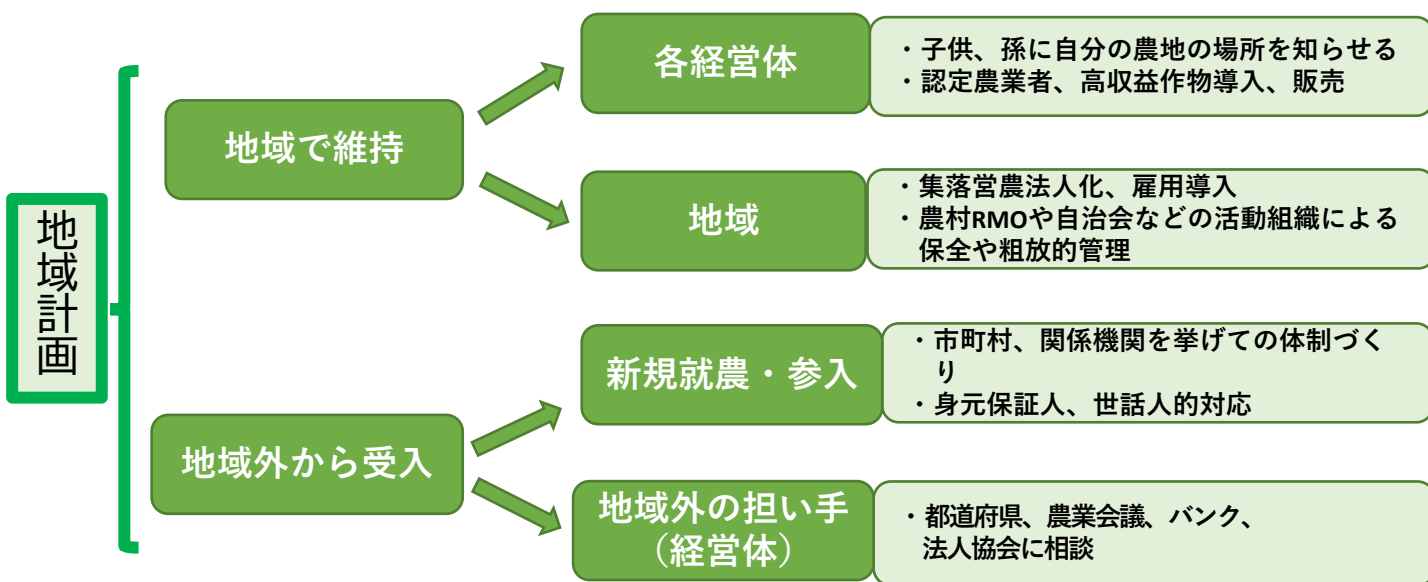 地域計画
地域で維持
各経営体
・子供、孫に自分の農地の場所を知らせる
・認定農業者、高収益作物導入、販売
地域
・集落営農法人化、雇用導入
・農村RMOや自治会などの活動組織による
保全や粗放的管理
地域外から受入
新規就農・参入
・市町村、関係機関を挙げての体制づく
り
・身元保証人、世話人的対応
地域外の担い手
（経営体）
・都道府県、農業会議、バンク、
法人協会に相談